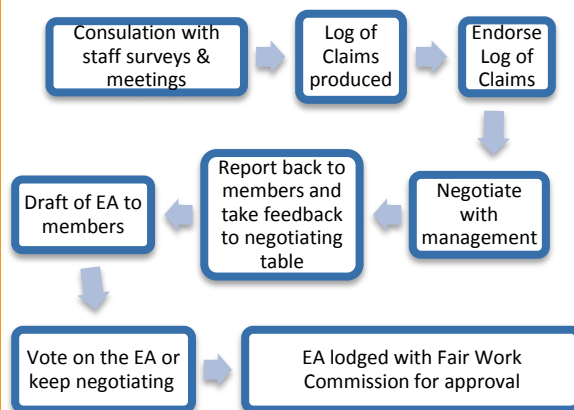 Consulation with
staff surveys &
meetings
Log of
Claims
produced
Endorse
Log of
Claims
Negotiate
with
management
Report back to
members and
take feedback
to negotiating
table
Draft of EA to
members
Vote on the EA or
keep negotiating
EA lodged with Fair Work
Commission for approval